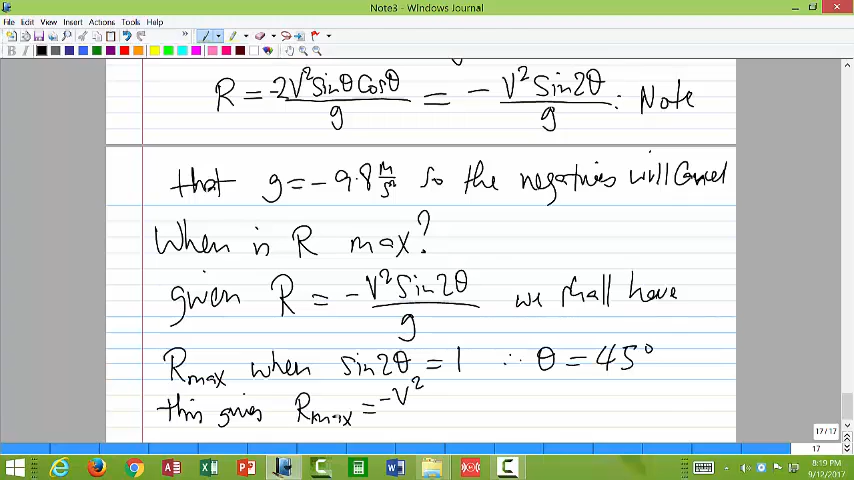 Note3 - Windows Journal
File Edit View Insert Actions Tools Help
R = -2V²SinθCosθ/g = - V²Sin2θ/g : Note
that g = -9.8 m/s² so the negatives will Cancel
When is R max?
given R = - V²Sin2θ/g we shall have
Rmax when sin2θ = 1 ∴ θ = 45°
this gives Rmax = -V²
17/17
17
8:19 PM
9/12/2017